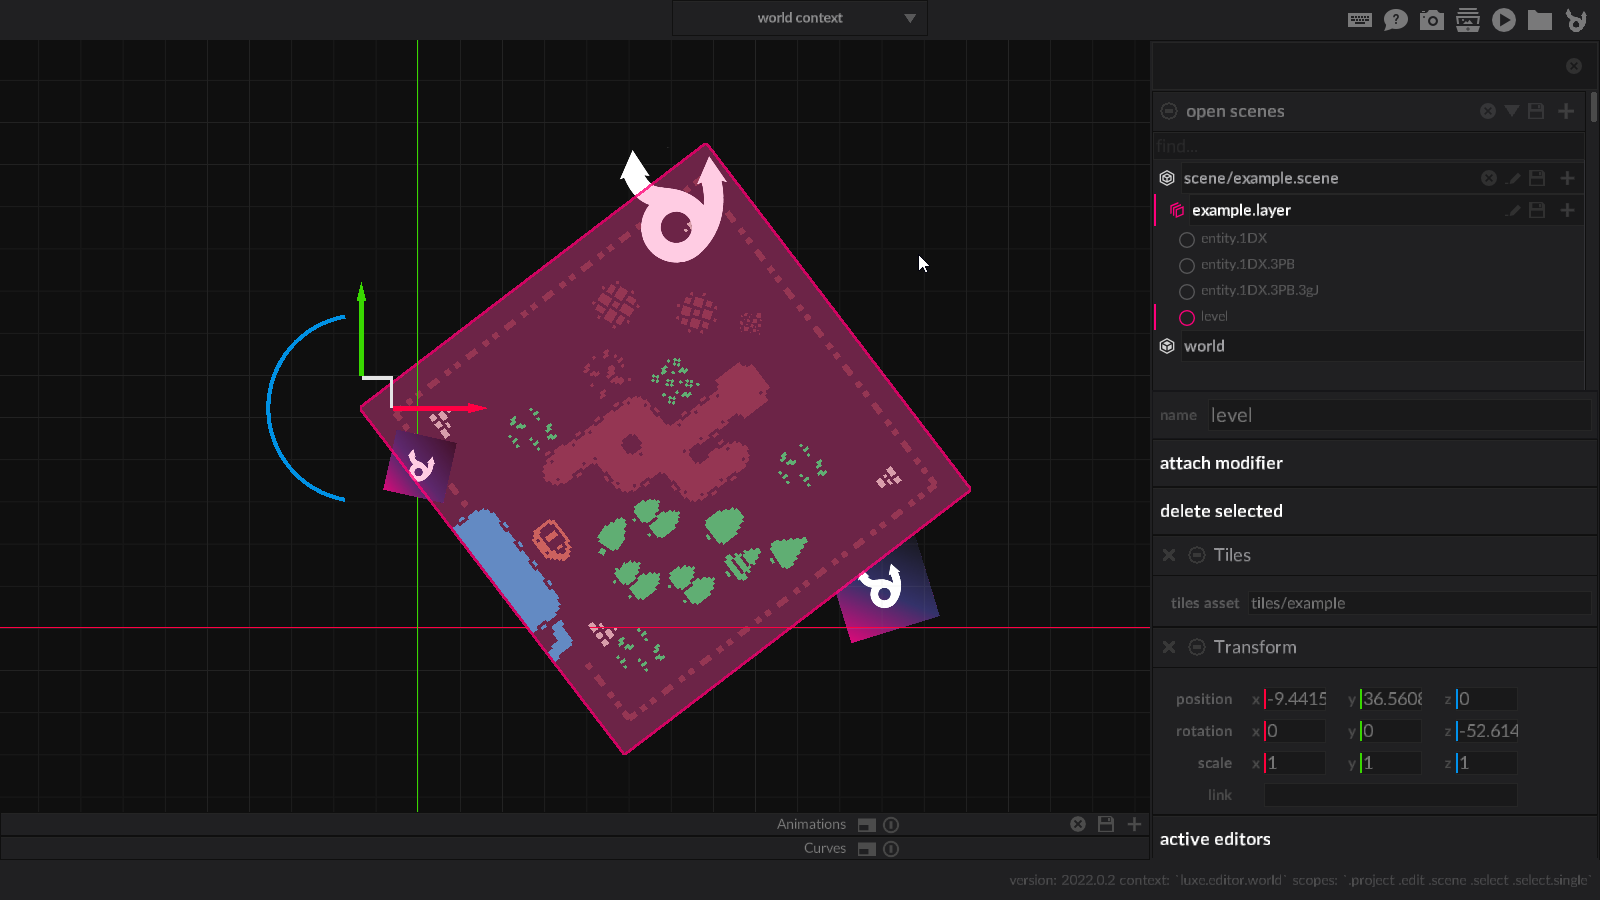 world context
open scenes
find...
scene/example.scene
example.layer
entity.1DX
entity.1DX.3PB
entity.1DX.3PB.3gJ
level
world
name level
attach modifier
delete selected
Tiles
tiles asset tiles/example
Transform
position x -9.4415 y 36.5608 z 0
rotation x 0 y 0 z -52.614
scale x 1 y 1 z 1
link
Animations
Curves
active editors
version: 2022.0.2 context: `luxe.editor.world` scopes: `.project .edit .scene .select .select.single`